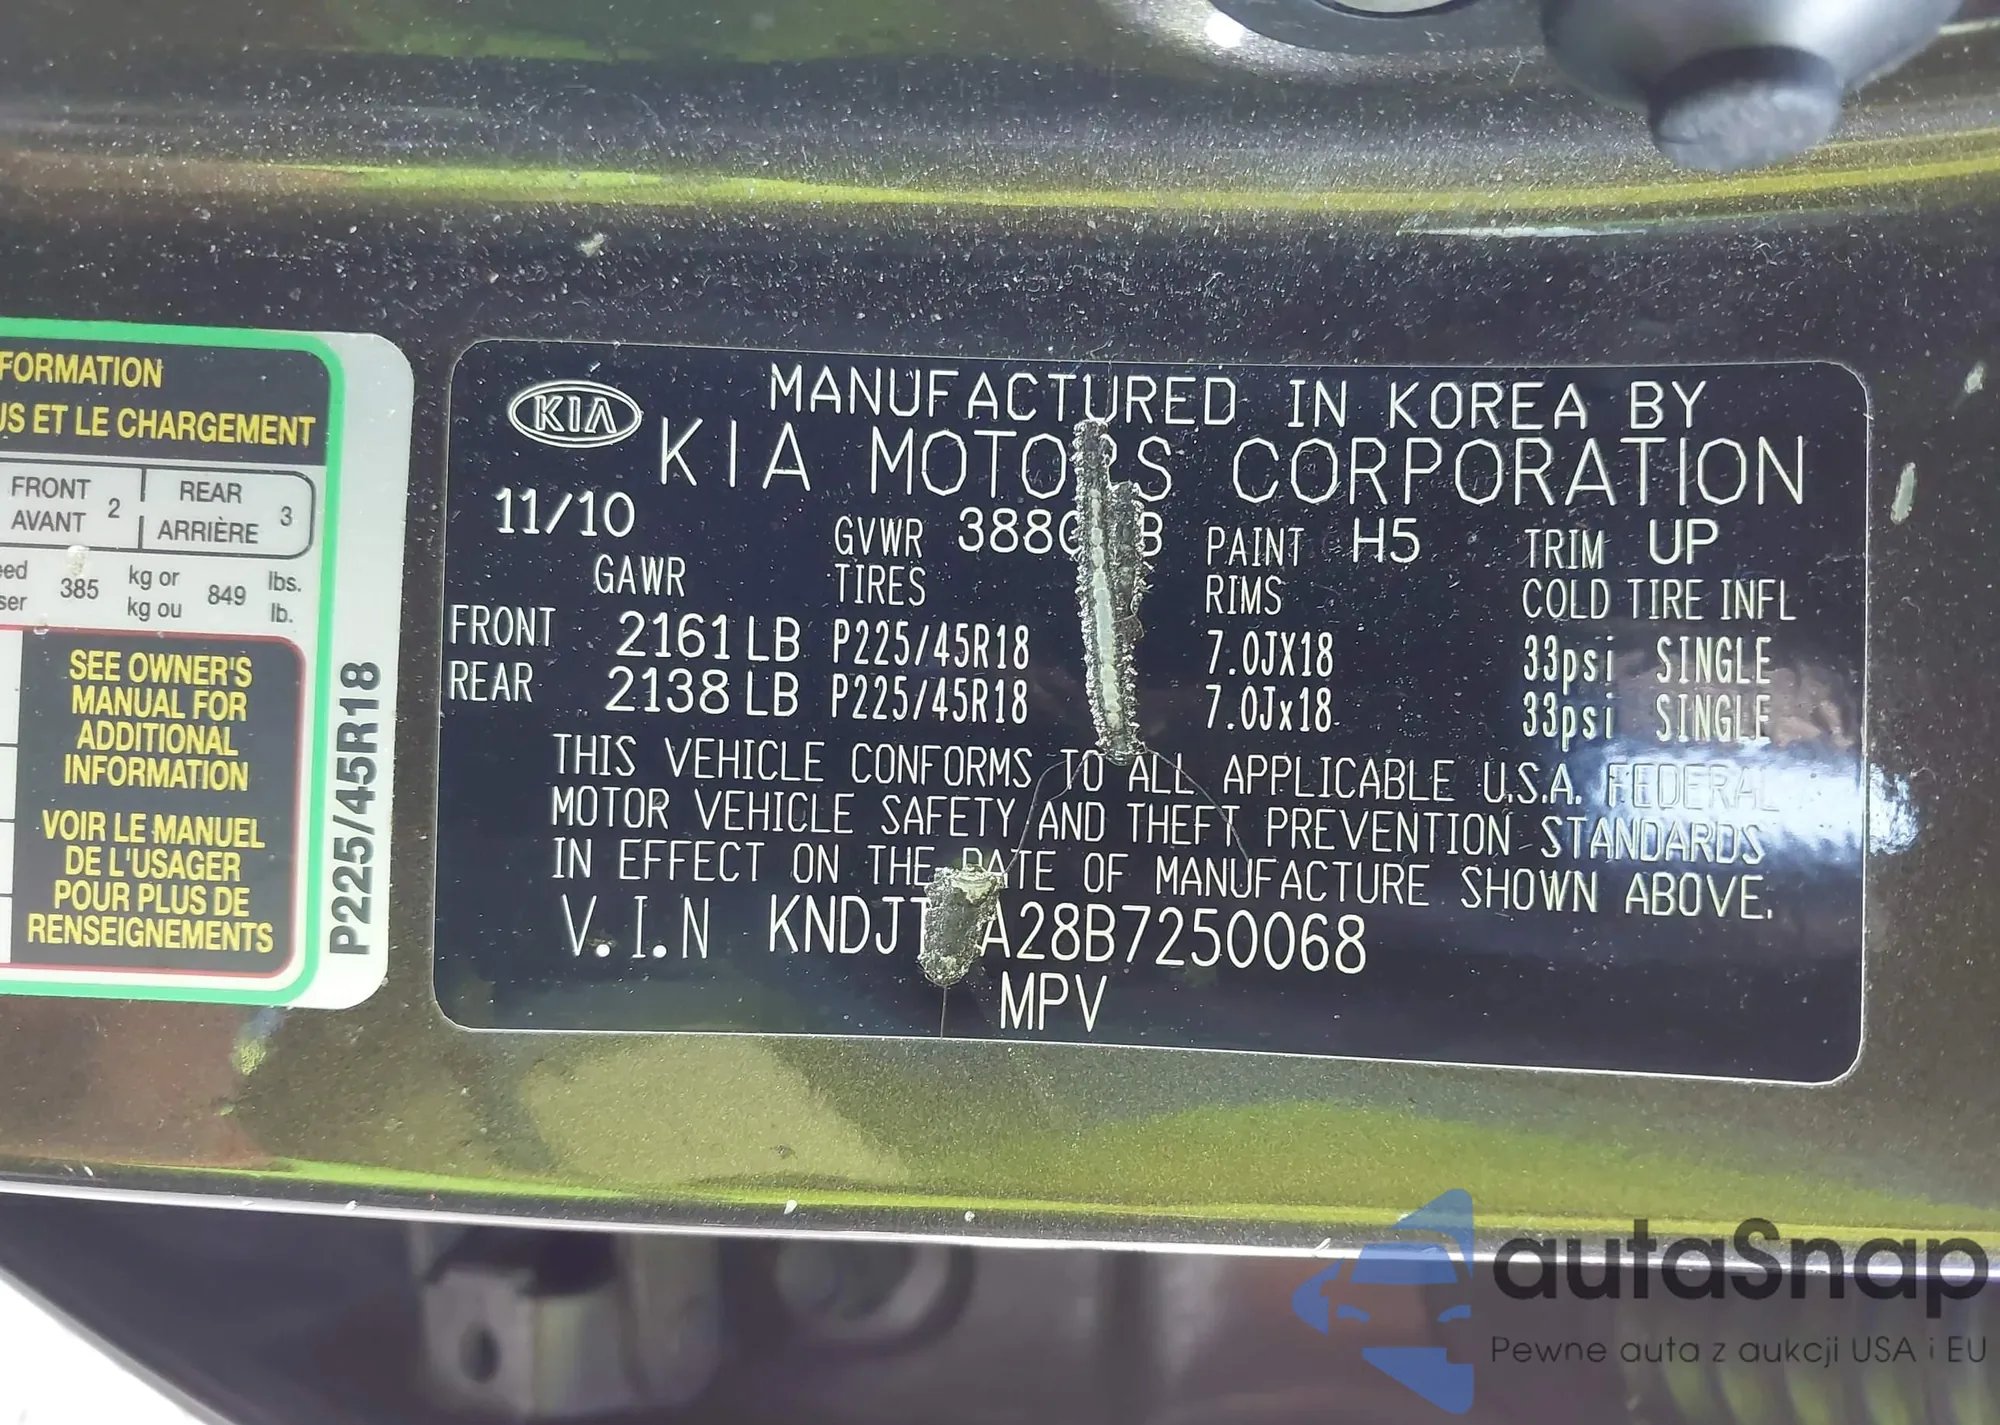 FORMATION
US ET LE CHARGEMENT
FRONT 2 REAR 3
AVANT ARRIÈRE
385 kg or 849 lbs.
kg ou lb.
SEE OWNER'S
MANUAL FOR
ADDITIONAL
INFORMATION
VOIR LE MANUEL
DE L'USAGER
POUR PLUS DE
RENSEIGNEMENTS
P225/45R18
KIA
MANUFACTURED IN KOREA BY
KIA MOTORS CORPORATION
11/10
GVWR PAINT H5 TRIM UP
GAWR TIRES RIMS COLD TIRE INFL
FRONT 2161 LB P225/45R18 7.0JX18 33psi SINGLE
REAR 2138 LB P225/45R18 7.0Jx18 33psi SINGLE
THIS VEHICLE CONFORMS TO ALL APPLICABLE U.S.A. FEDERAL
MOTOR VEHICLE SAFETY AND THEFT PREVENTION STANDARDS
IN EFFECT ON THE DATE OF MANUFACTURE SHOWN ABOVE.
V.I.N KNDJT A28B7250068
MPV
autaSnap
Pewne auta z aukcji USA i EU